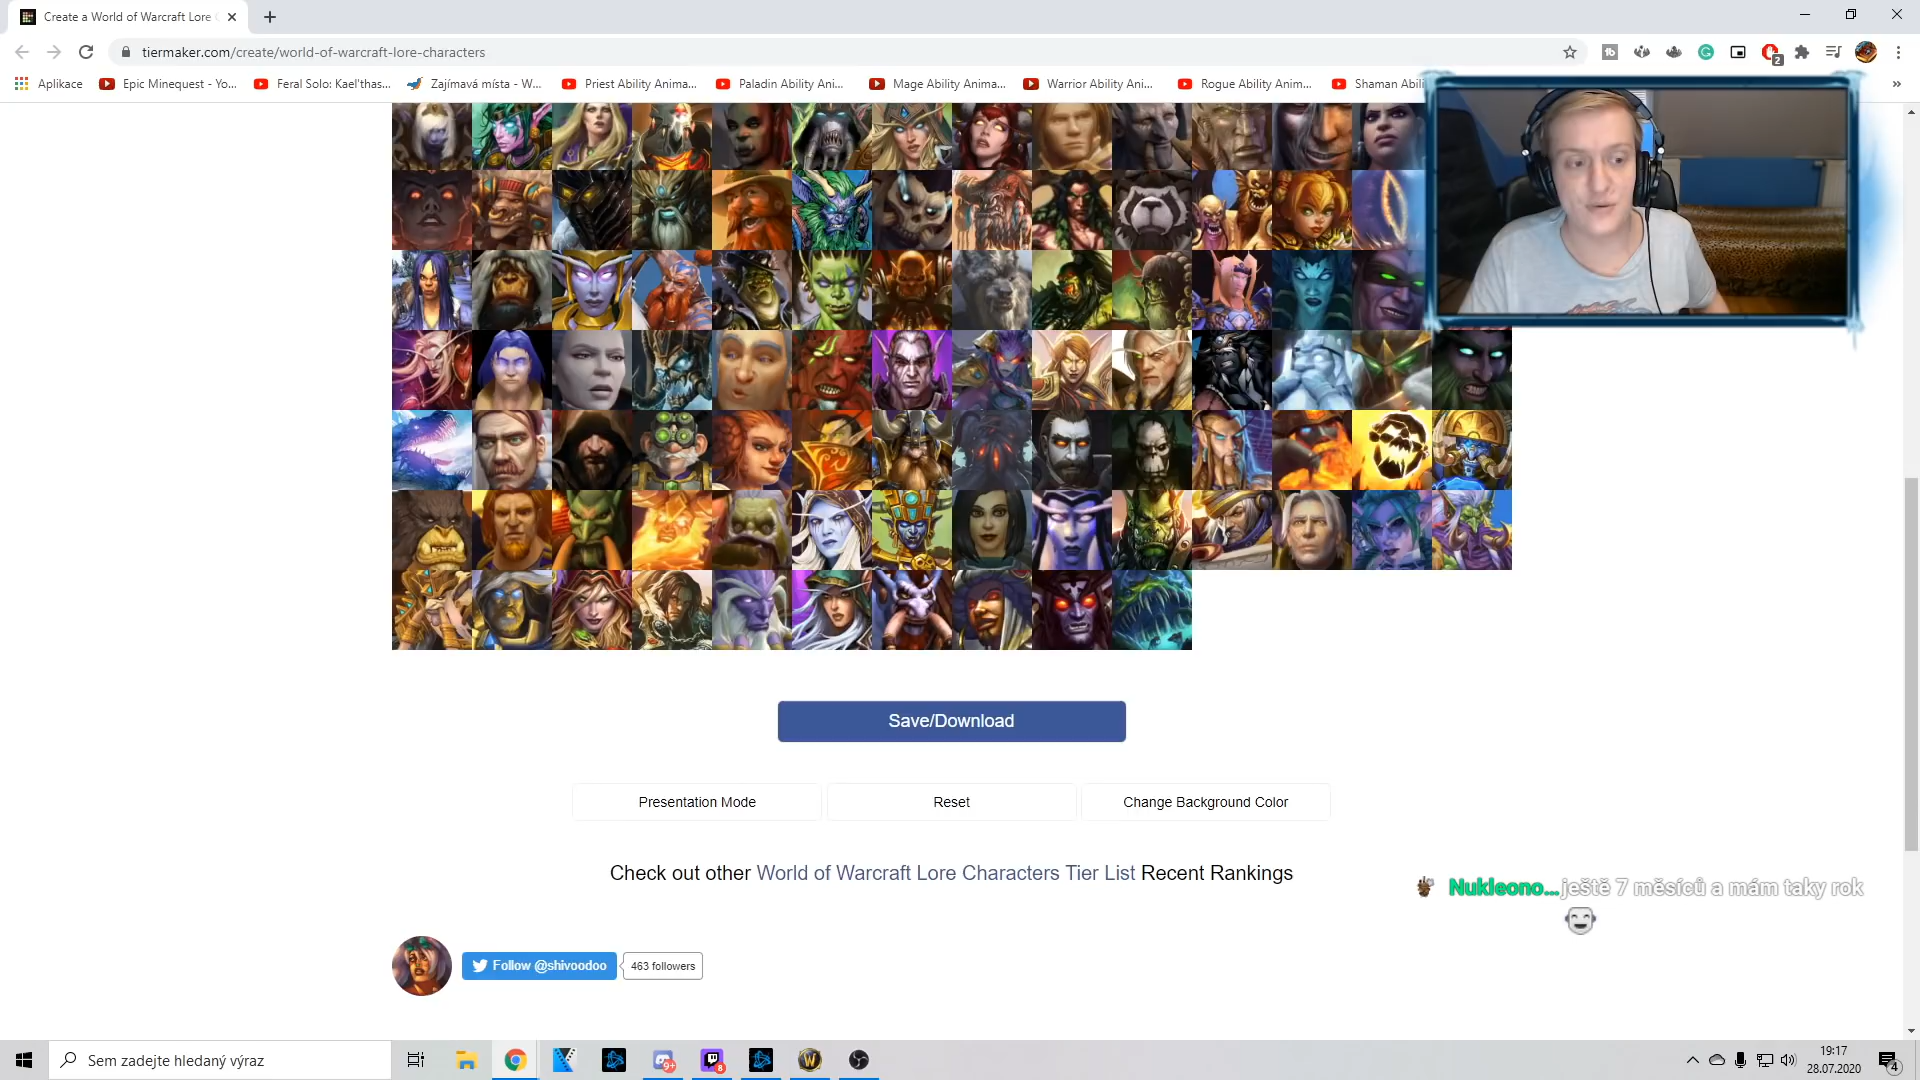 Create a World of Warcraft Lore C
tiermaker.com/create/world-of-warcraft-lore-characters
2
Aplikace
Epic Minequest - Yo...
Feral Solo: Kael'thas...
Zajímavá místa - W...
Priest Ability Anima...
Paladin Ability Ani...
Mage Ability Anima...
Warrior Ability Ani...
Rogue Ability Anim...
Shaman Abili
Save/Download
Presentation Mode
Reset
Change Background Color
Check out other World of Warcraft Lore Characters Tier List Recent Rankings
Nukleono...ještě 7 měsíců a mám taky rok
Follow @shivoodoo
463 followers
Sem zadejte hledaný výraz
9+
8
19:17
28.07.2020
4